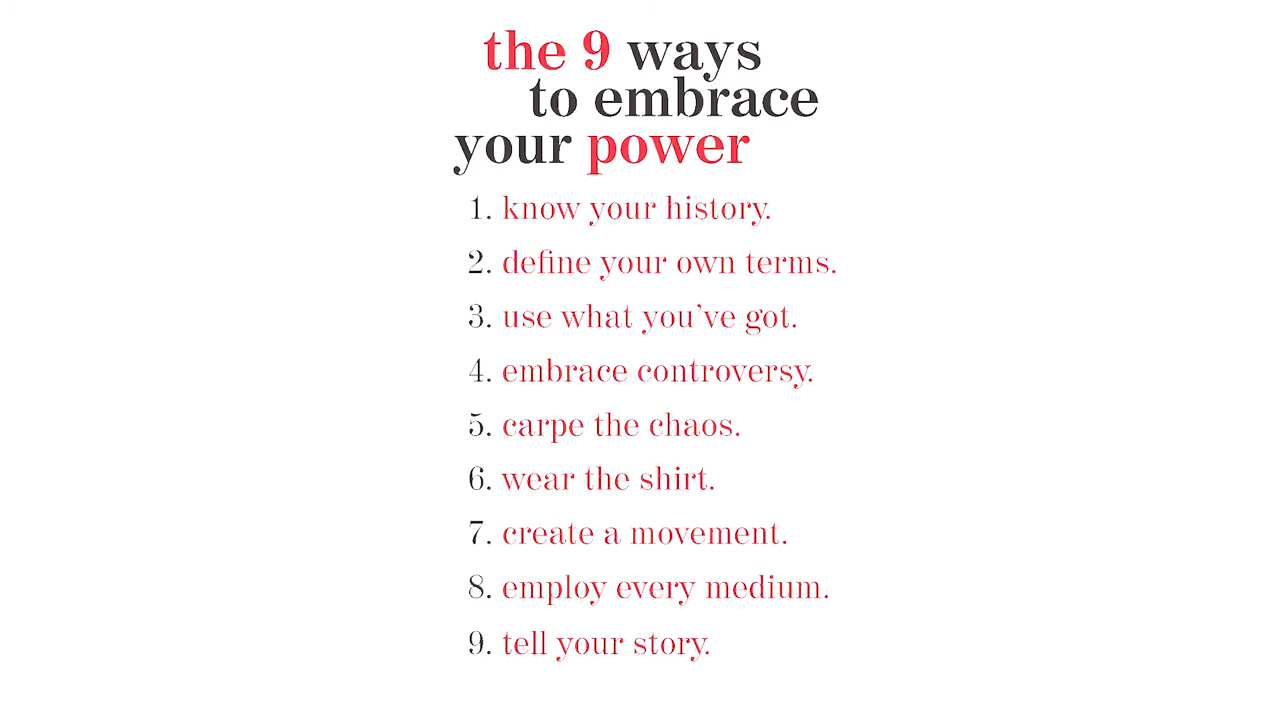 the 9 ways
to embrace
your power
1. know your history.
2. define your own terms.
3. use what you've got.
4. embrace controversy.
5. carpe the chaos.
6. wear the shirt.
7. create a movement.
8. employ every medium.
9. tell your story.